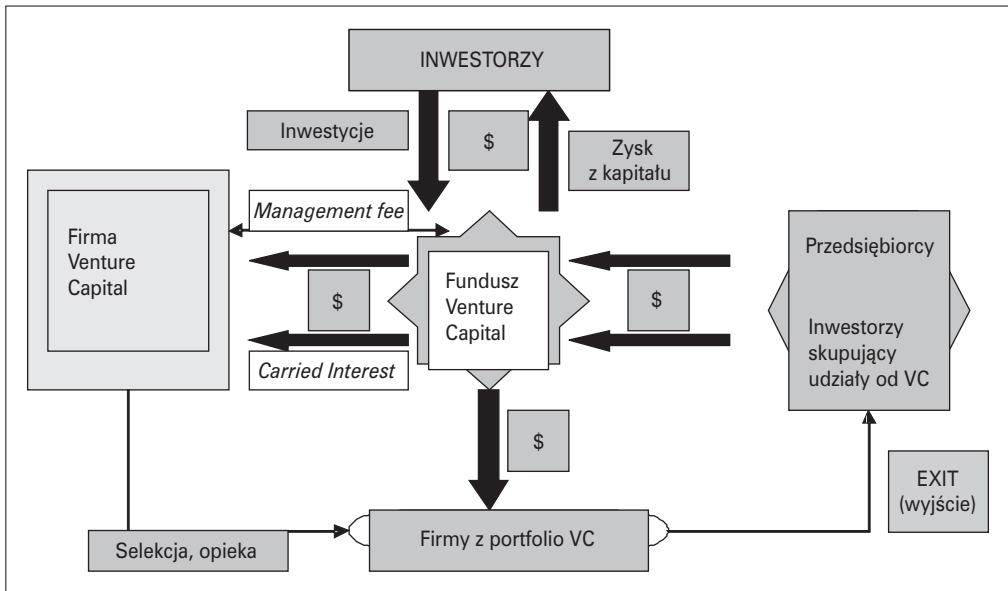 INWESTORZY
Inwestycje
$
Zysk
z kapitału
Management fee
Firma
Venture
Capital
$
Carried Interest
Fundusz
Venture
Capital
$
Przedsiębiorcy
Inwestorzy
skupujący
udziały od VC
$
EXIT
(wyjście)
Selekcja, opieka
Firmy z portfolio VC